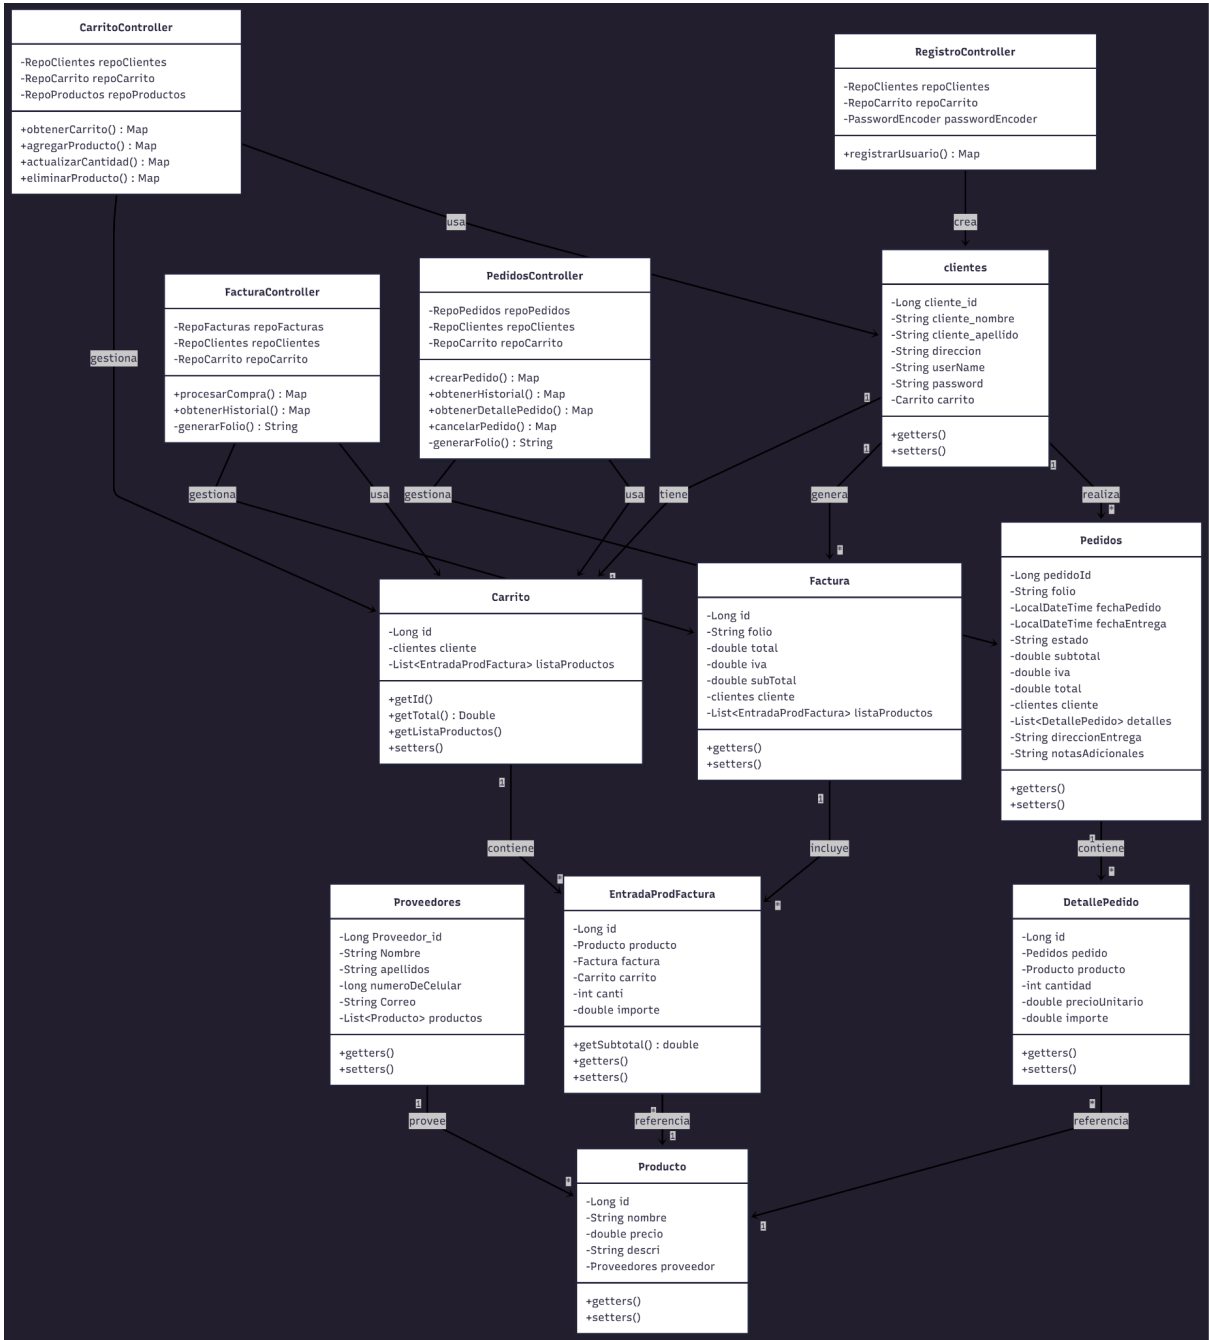 CarritoController
-RepoClientes repoClientes
-RepoCarrito repoCarrito
-RepoProductos repoProductos
+obtenerCarrito() : Map
+agregarProducto() : Map
+actualizarCantidad() : Map
+eliminarProducto() : Map
RegistroController
-RepoClientes repoClientes
-RepoCarrito repoCarrito
-PasswordEncoder passwordEncoder
+registrarUsuario() : Map
usa
crea
FacturaController
-RepoFacturas repoFacturas
-RepoClientes repoClientes
-RepoCarrito repoCarrito
+procesarCompra() : Map
+obtenerHistorial() : Map
-generarFolio() : String
PedidosController
-RepoPedidos repoPedidos
-RepoClientes repoClientes
-RepoCarrito repoCarrito
+crearPedido() : Map
+obtenerHistorial() : Map
+obtenerDetallePedido() : Map
+cancelarPedido() : Map
-generarFolio() : String
clientes
-Long cliente_id
-String cliente_nombre
-String cliente_apellido
-String direccion
-String userName
-String password
-Carrito carrito
+getters()
+setters()
gestiona
1
1
1
gestiona
usa
gestiona
usa
tiene
genera
realiza
*
*
1
Carrito
-Long id
-clientes cliente
-List<EntradaProdFactura> listaProductos
+getId()
+getTotal() : Double
+getListaProductos()
+setters()
Factura
-Long id
-String folio
-double total
-double iva
-double subTotal
-clientes cliente
-List<EntradaProdFactura> listaProductos
+getters()
+setters()
Pedidos
-Long pedidoId
-String folio
-LocalDateTime fechaPedido
-LocalDateTime fechaEntrega
-String estado
-double subtotal
-double iva
-double total
-clientes cliente
-List<DetallePedido> detalles
-String direccionEntrega
-String notasAdicionales
+getters()
+setters()
1
1
1
contiene
incluye
contiene
*
*
*
Proveedores
-Long Proveedor_id
-String Nombre
-String apellidos
-long numeroDeCelular
-String Correo
-List<Producto> productos
+getters()
+setters()
EntradaProdFactura
-Long id
-Producto producto
-Factura factura
-Carrito carrito
-int canti
-double importe
+getSubtotal() : double
+getters()
+setters()
DetallePedido
-Long id
-Pedidos pedido
-Producto producto
-int cantidad
-double precioUnitario
-double importe
+getters()
+setters()
1
*
*
provee
referencia
referencia
1
*
1
Producto
-Long id
-String nombre
-double precio
-String descri
-Proveedores proveedor
+getters()
+setters()